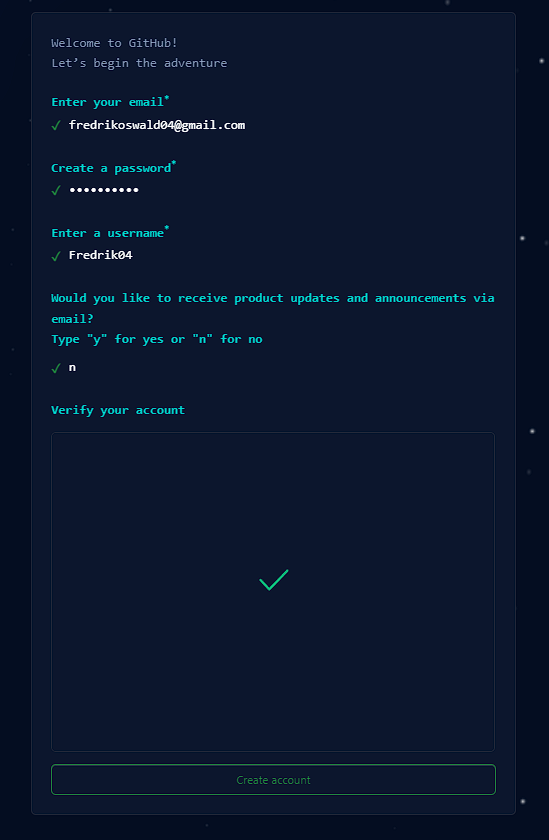 Welcome to GitHub!
Let’s begin the adventure
Enter your email*
✓ fredrikoswald04@gmail.com
Create a password*
✓ ••••••••••
Enter a username*
✓ Fredrik04
Would you like to receive product updates and announcements via
email?
Type "y" for yes or "n" for no
✓ n
Verify your account
Create account